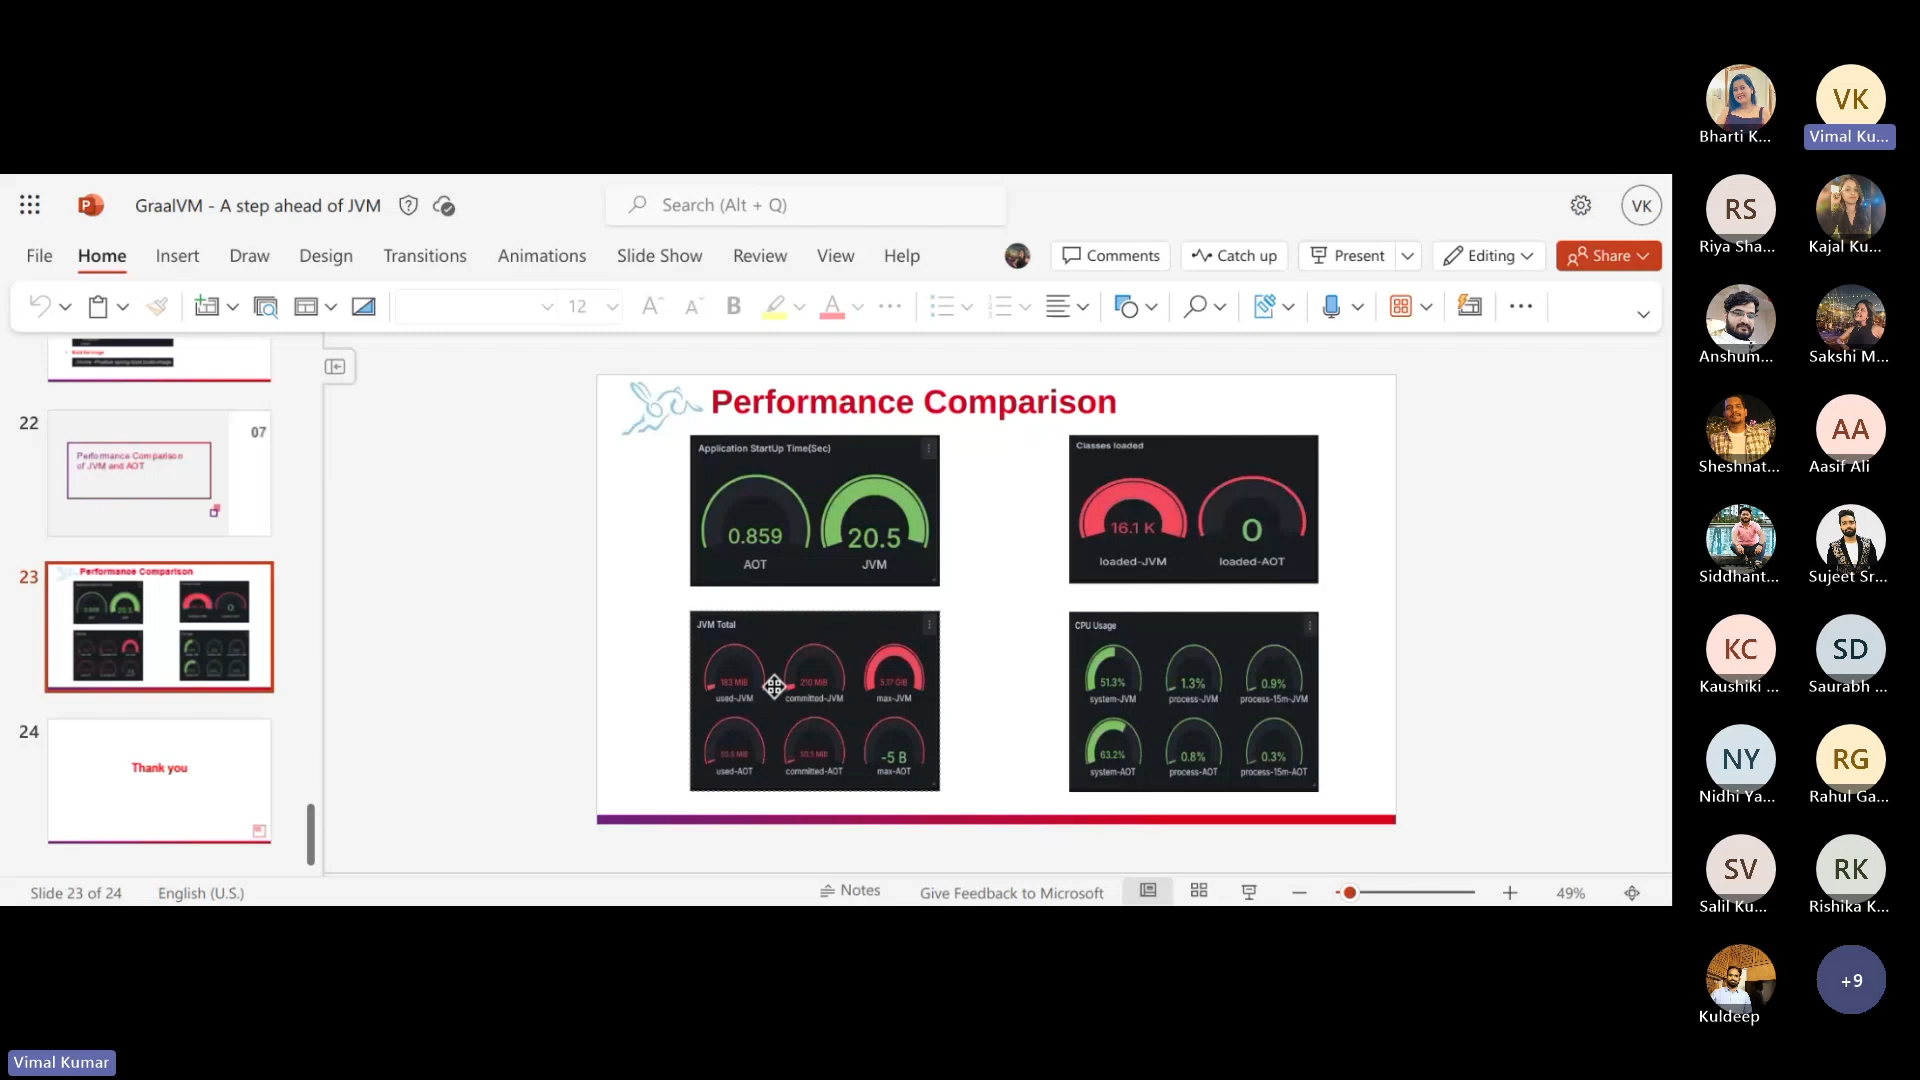 GraalVM - A step ahead of JVM
Search (Alt + Q)
VK
File Home Insert Draw Design Transitions Animations Slide Show Review View Help
Comments Catch up Present Editing Share
12
B
A
22
07
Performance Comparison
of JVM and AOT
23
Performance Comparison
24
Thank you
Performance Comparison
Application StartUp Time(Sec)
0.859 20.5
AOT JVM
Classes loaded
16.1 K 0
loaded-JVM loaded-AOT
JVM Total
183 MiB 210 MiB 5.17 GiB
used-JVM committed-JVM max-JVM
-5 B
used-AOT committed-AOT max-AOT
CPU Usage
51.3% 1.3% 0.9%
system-JVM process-JVM process-15m-JVM
63.2% 0.8% 0.3%
system-AOT process-AOT process-15m-AOT
Slide 23 of 24 English (U.S.) Notes Give Feedback to Microsoft 49%
Bharti K...
VK
Vimal Ku...
RS
Riya Sha...
Kajal Ku...
Anshum...
Sakshi M...
Sheshnat...
AA
Aasif Ali
Siddhant...
Sujeet Sr...
KC
Kaushiki ...
SD
Saurabh ...
NY
Nidhi Ya...
RG
Rahul Ga...
SV
Salil Ku...
RK
Rishika K...
Kuldeep
+9
Vimal Kumar